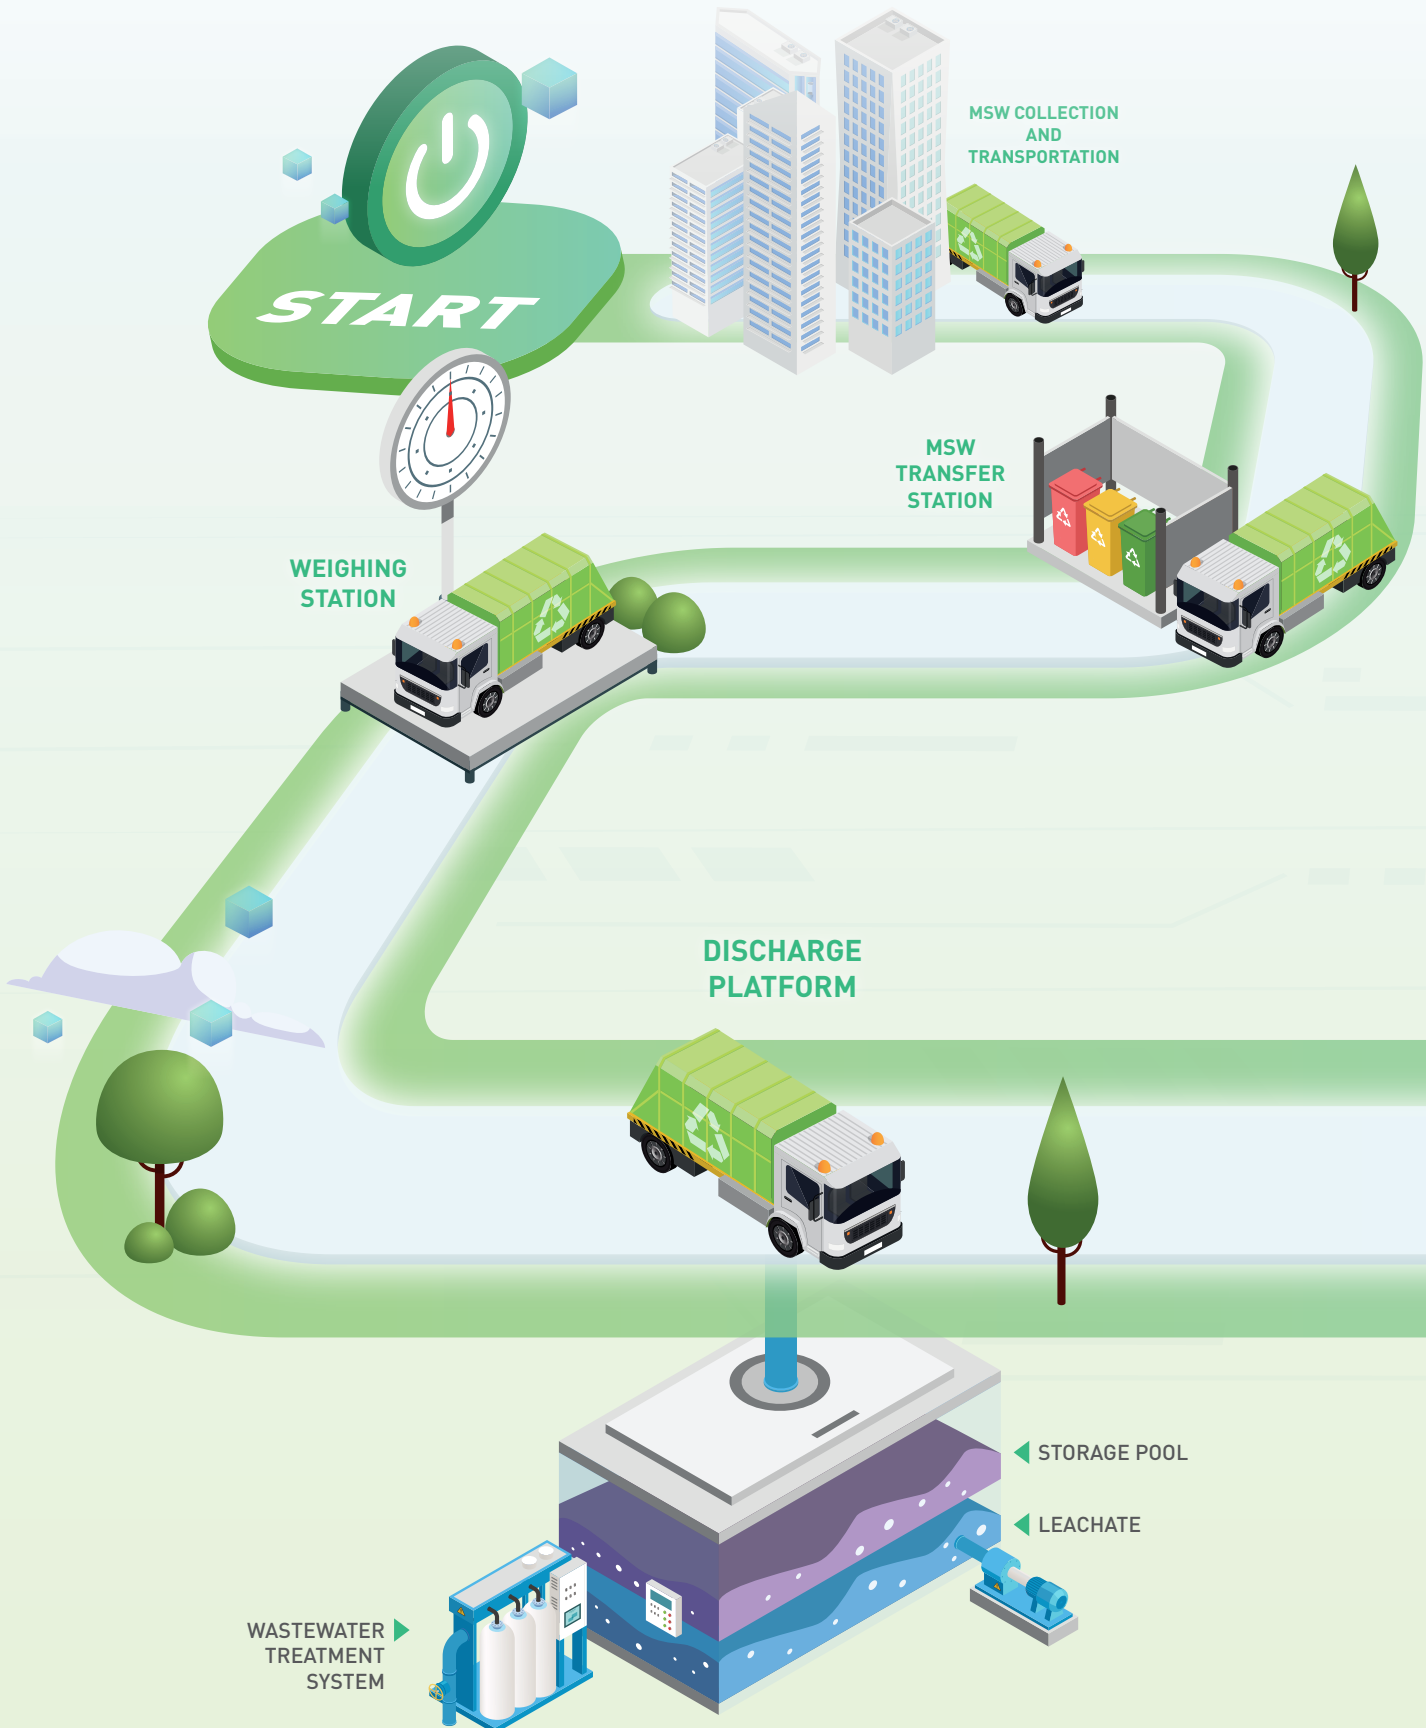 START
MSW COLLECTION
AND
TRANSPORTATION
MSW
TRANSFER
STATION
WEIGHING
STATION
DISCHARGE
PLATFORM
STORAGE POOL
LEACHATE
WASTEWATER
TREATMENT
SYSTEM